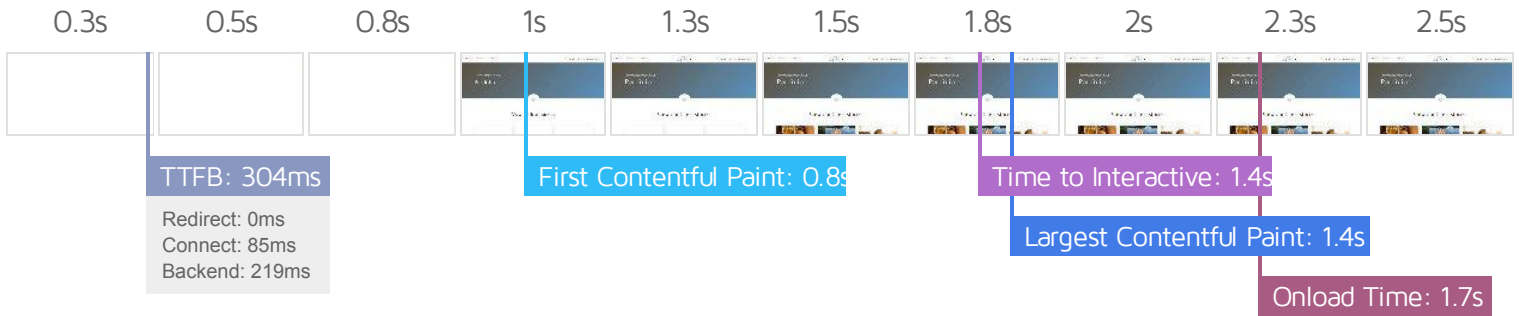 0.3s 0.5s 0.8s 1s 1.3s 1.5s 1.8s 2s 2.3s 2.5s
TTFB: 304ms
Redirect: 0ms
Connect: 85ms
Backend: 219ms
First Contentful Paint: 0.8s
Time to Interactive: 1.4s
Largest Contentful Paint: 1.4s
Onload Time: 1.7s